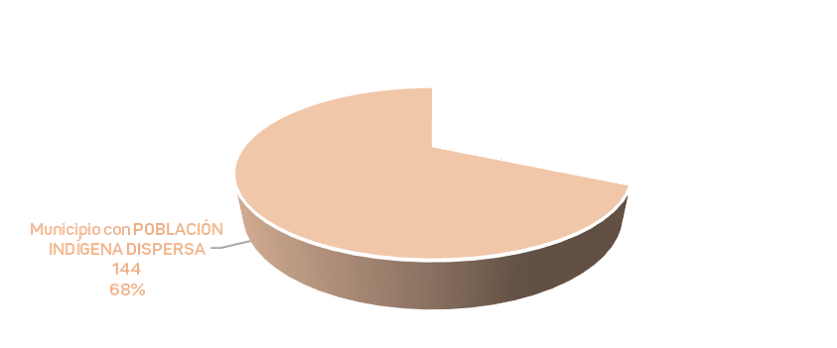 Municipio con POBLACIÓN
INDÍGENA DISPERSA
144
68%